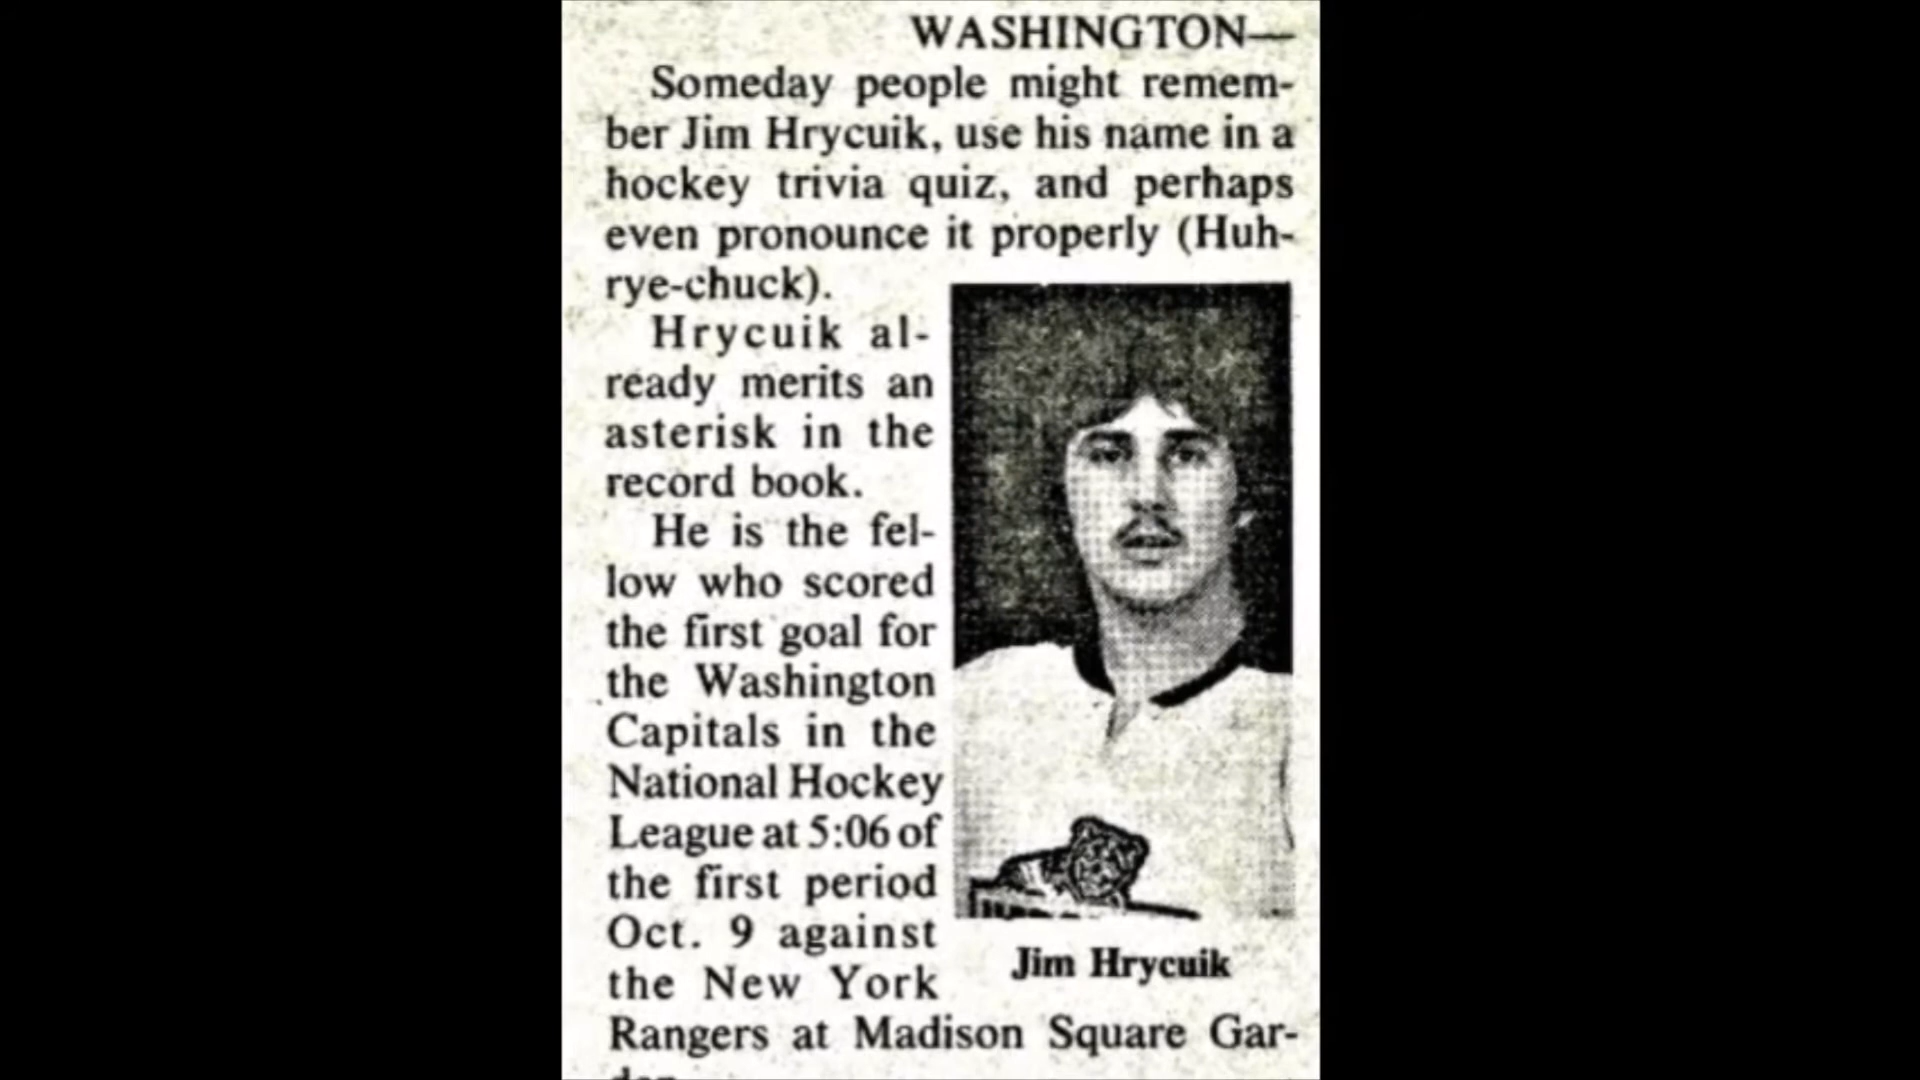 WASHINGTON—
Someday people might remem-
ber Jim Hrycuik, use his name in a
hockey trivia quiz, and perhaps
even pronounce it properly (Huh-
rye-chuck).
Hrycuik al-
ready merits an
asterisk in the
record book.
He is the fel-
low who scored
the first goal for
the Washington
Capitals in the
National Hockey
League at 5:06 of
the first period
Oct. 9 against
the New York
Rangers at Madison Square Gar-
Jim Hrycuik